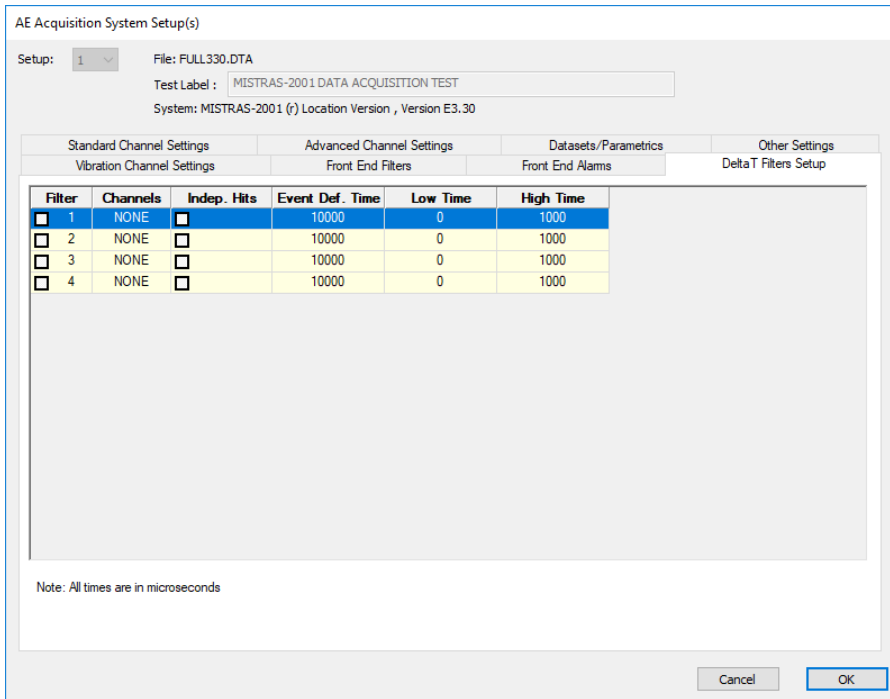 AE Acquisition System Setup(s)
Setup: 1 File: FULL330.DTA
Test Label : MISTRAS-2001 DATA ACQUISITION TEST
System: MISTRAS-2001 (r) Location Version , Version E3.30
Standard Channel Settings Advanced Channel Settings Datasets/Parametrics Other Settings
Vibration Channel Settings Front End Filters Front End Alarms DeltaT Filters Setup
Filter Channels Indep. Hits Event Def. Time Low Time High Time
1 NONE 10000 0 1000
2 NONE 10000 0 1000
3 NONE 10000 0 1000
4 NONE 10000 0 1000
Note: All times are in microseconds
Cancel OK